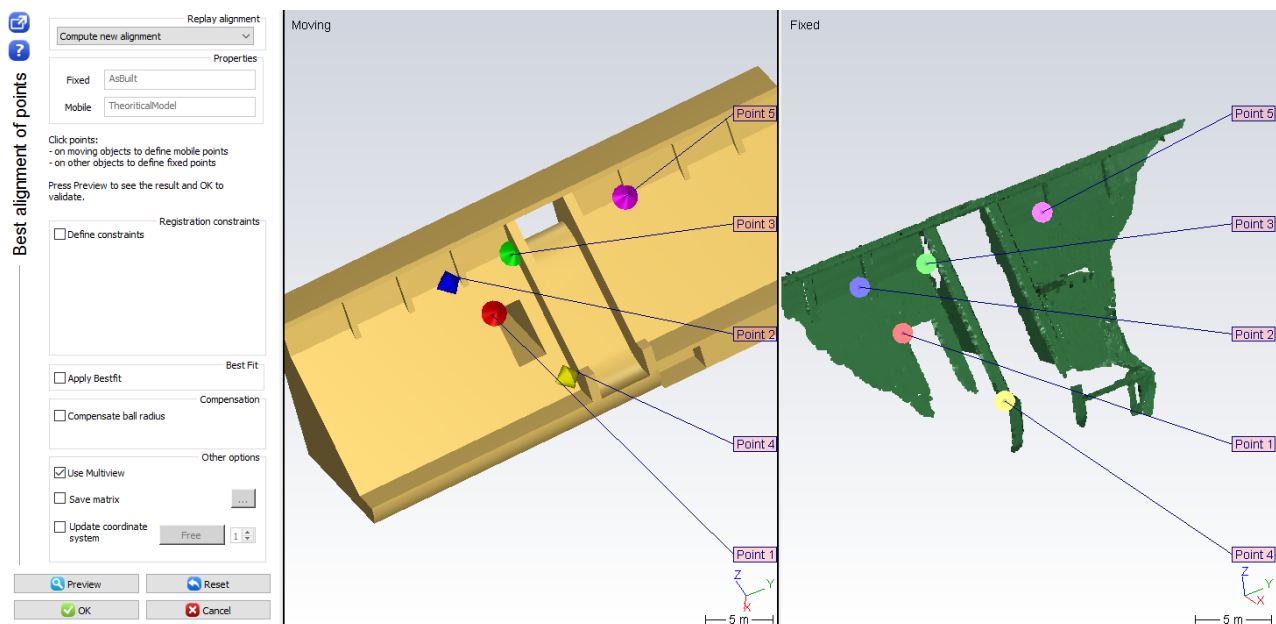 Best alignment of points
Replay alignment
Compute new alignment
Properties
Fixed AsBuilt
Mobile TheoriticalModel
Click points:
- on moving objects to define mobile points
- on other objects to define fixed points
Press Preview to see the result and OK to
validate.
Registration constraints
Define constraints
Best Fit
Apply Bestfit
Compensation
Compensate ball radius
Other options
Use Multiview
Save matrix ...
Update coordinate
system Free 1
Preview Reset
OK Cancel
Moving
Point 5
Point 3
Point 2
Point 4
Point 1
Z
Y
X
5 m
Fixed
Point 5
Point 3
Point 2
Point 1
Point 4
Z
Y
X
5 m